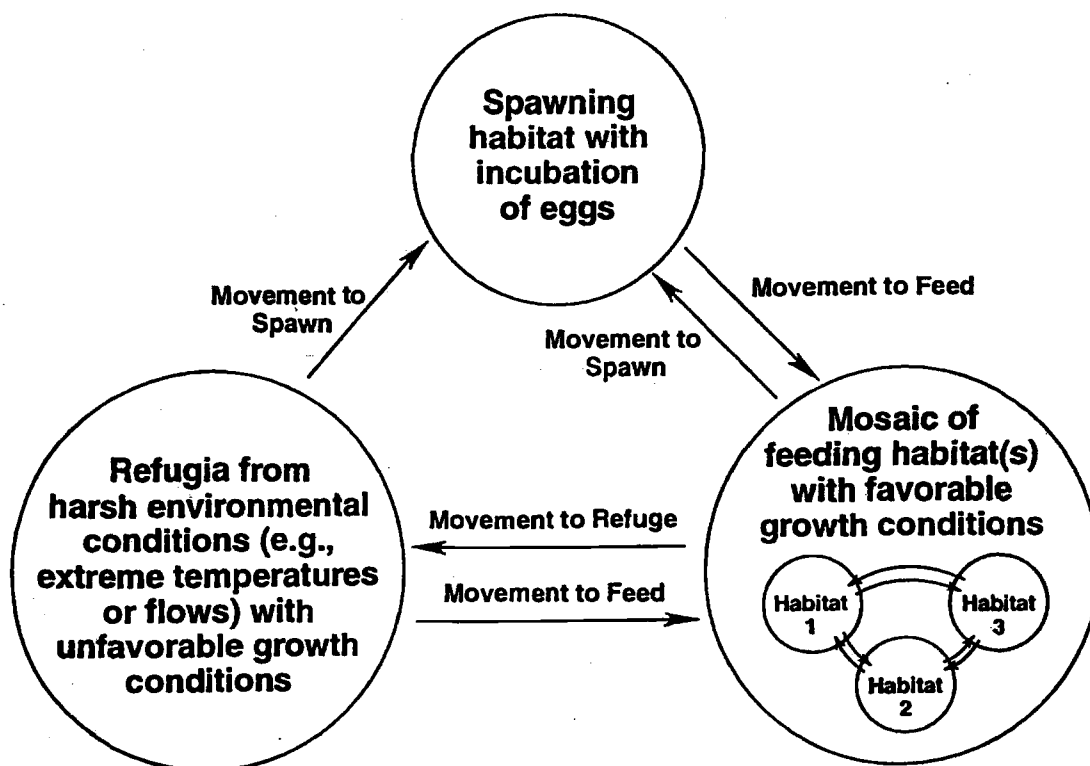 Spawning
habitat with
incubation
of eggs
Movement to
Spawn
Movement to Feed
Movement to
Spawn
Refugia from
harsh environmental
conditions (e.g.,
extreme temperatures
or flows) with
unfavorable growth
conditions
Movement to Refuge
Movement to Feed
Mosaic of
feeding habitat(s)
with favorable
growth conditions
Habitat
1
Habitat
3
Habitat
2